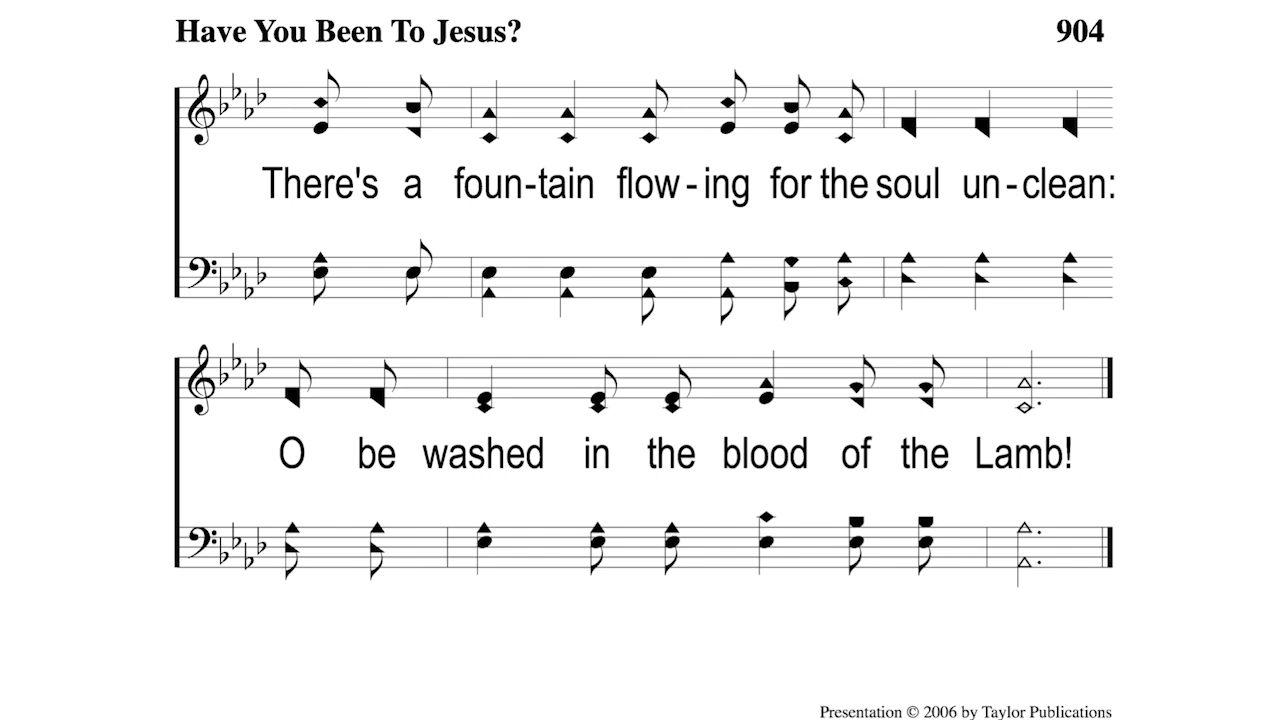 Have You Been To Jesus? 904
There's a foun-tain flow-ing for the soul un-clean:
O be washed in the blood of the Lamb!
Presentation © 2006 by Taylor Publications